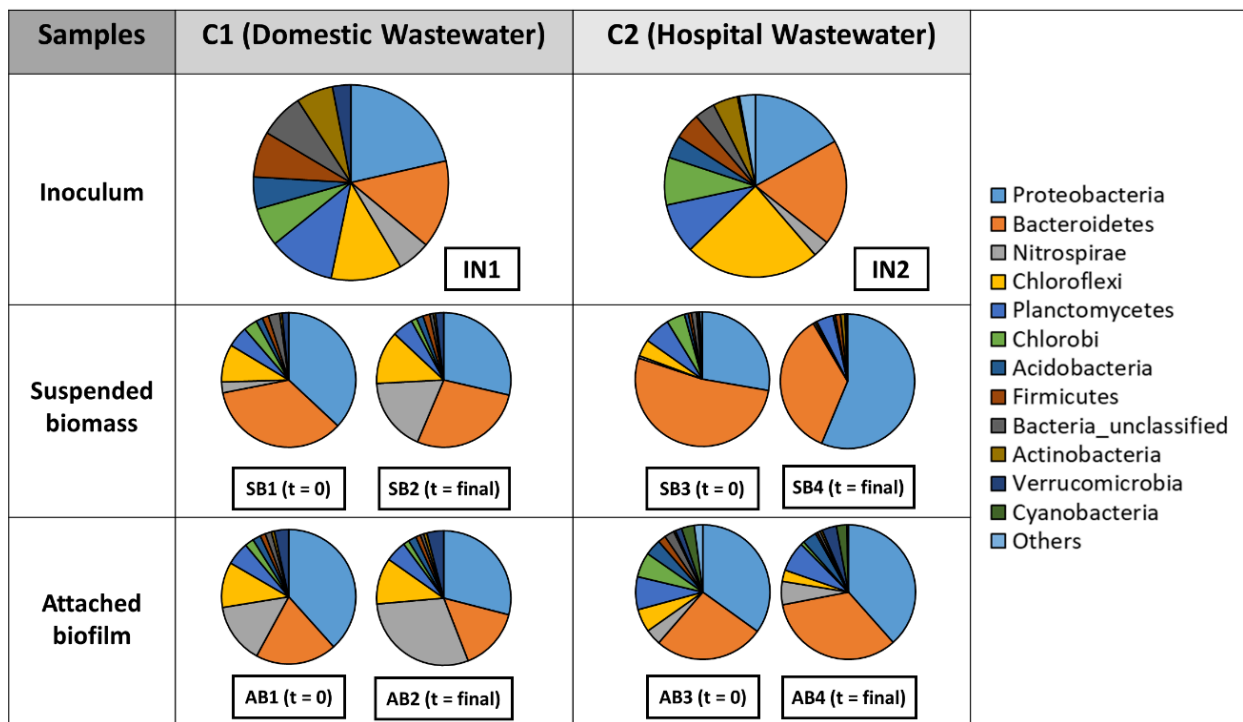 Samples
C1 (Domestic Wastewater)
C2 (Hospital Wastewater)
Inoculum
IN1
IN2
Suspended
biomass
SB1 (t = 0)
SB2 (t = final)
SB3 (t = 0)
SB4 (t = final)
Attached
biofilm
AB1 (t = 0)
AB2 (t = final)
AB3 (t = 0)
AB4 (t = final)
Proteobacteria
Bacteroidetes
Nitrospirae
Chloroflexi
Planctomycetes
Chlorobi
Acidobacteria
Firmicutes
Bacteria_unclassified
Actinobacteria
Verrucomicrobia
Cyanobacteria
Others